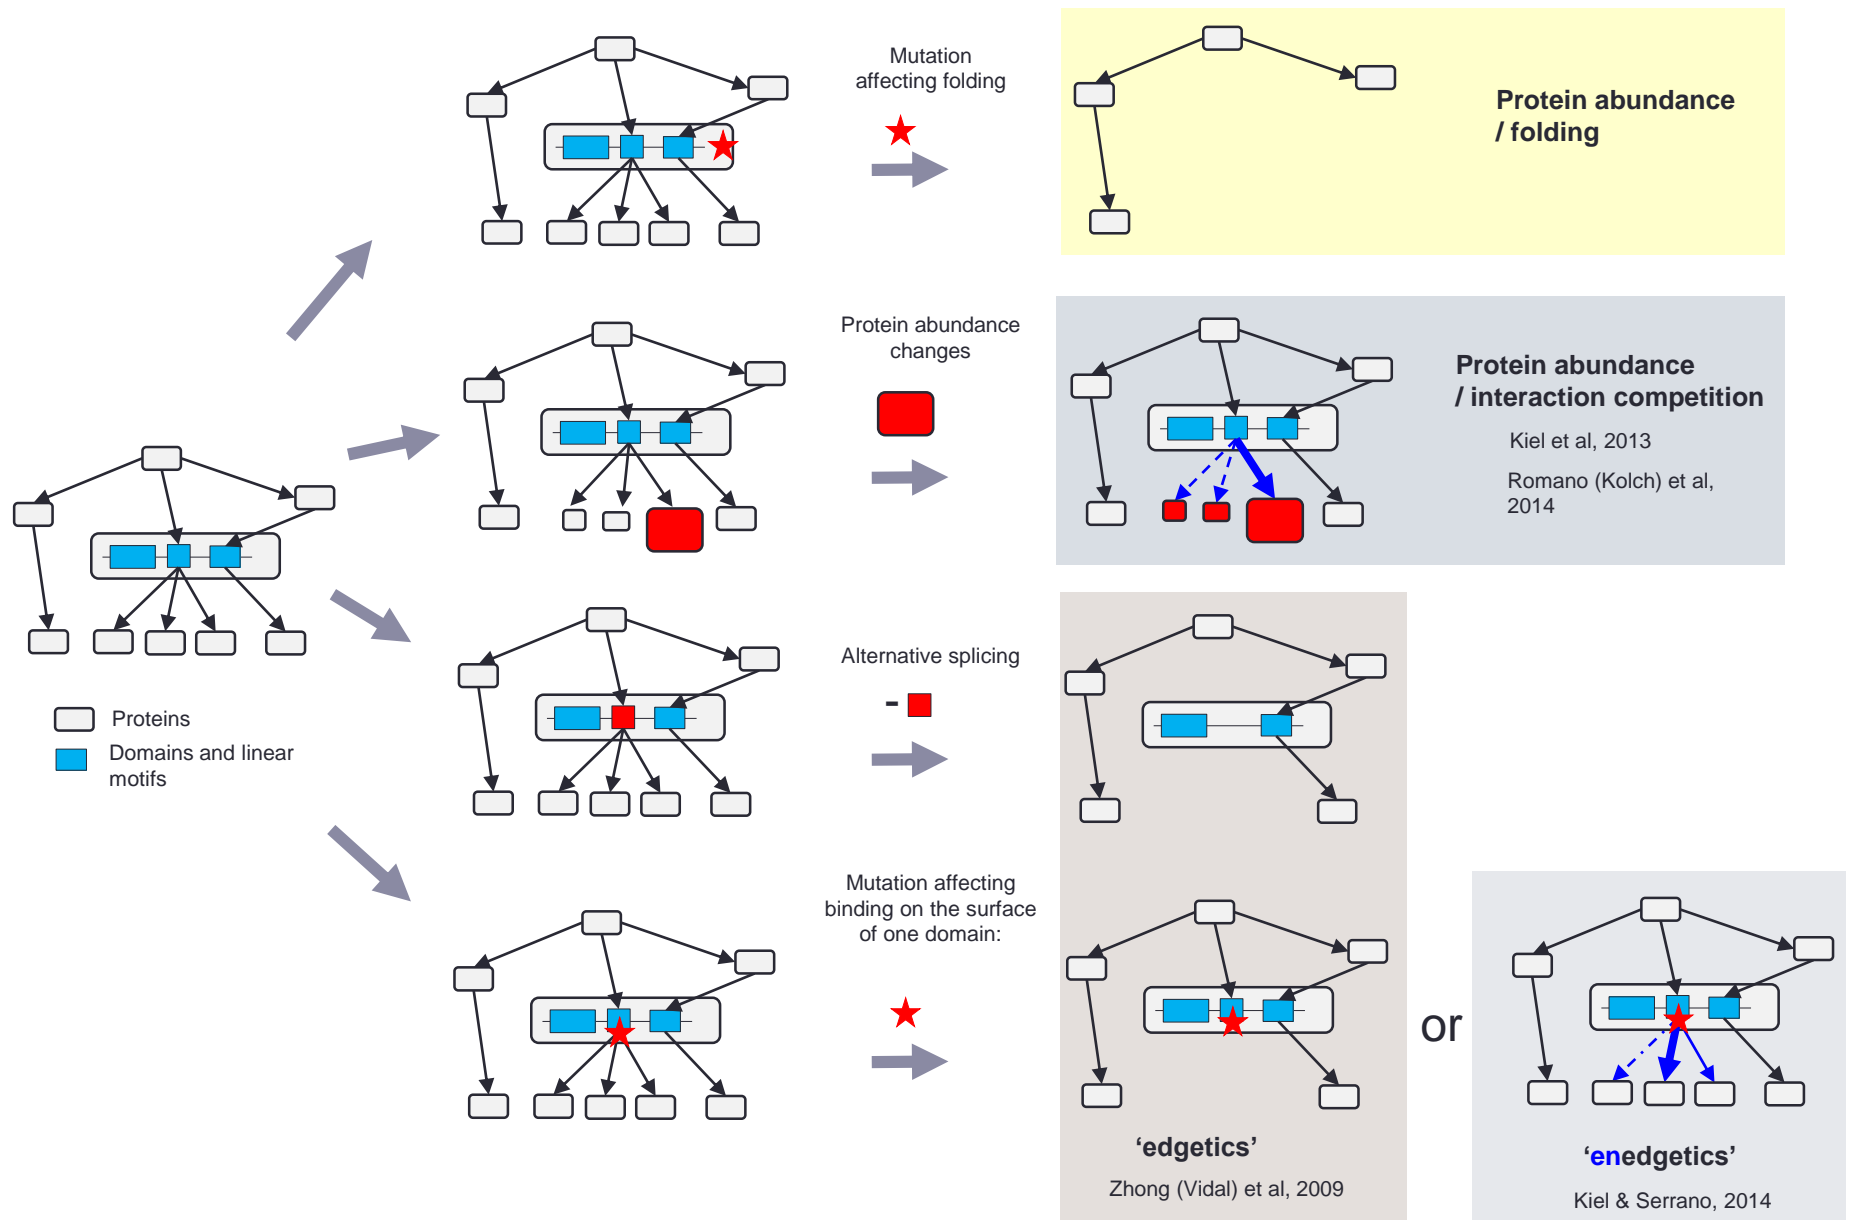 Mutation
affecting folding
Protein abundance
/ folding
Protein abundance
changes
Protein abundance
/ interaction competition
Kiel et al, 2013
Romano (Kolch) et al,
2014
Proteins
Domains and linear
motifs
Alternative splicing
-
Mutation affecting
binding on the surface
of one domain:
or
‘edgetics’
Zhong (Vidal) et al, 2009
‘enedgetics’
Kiel & Serrano, 2014